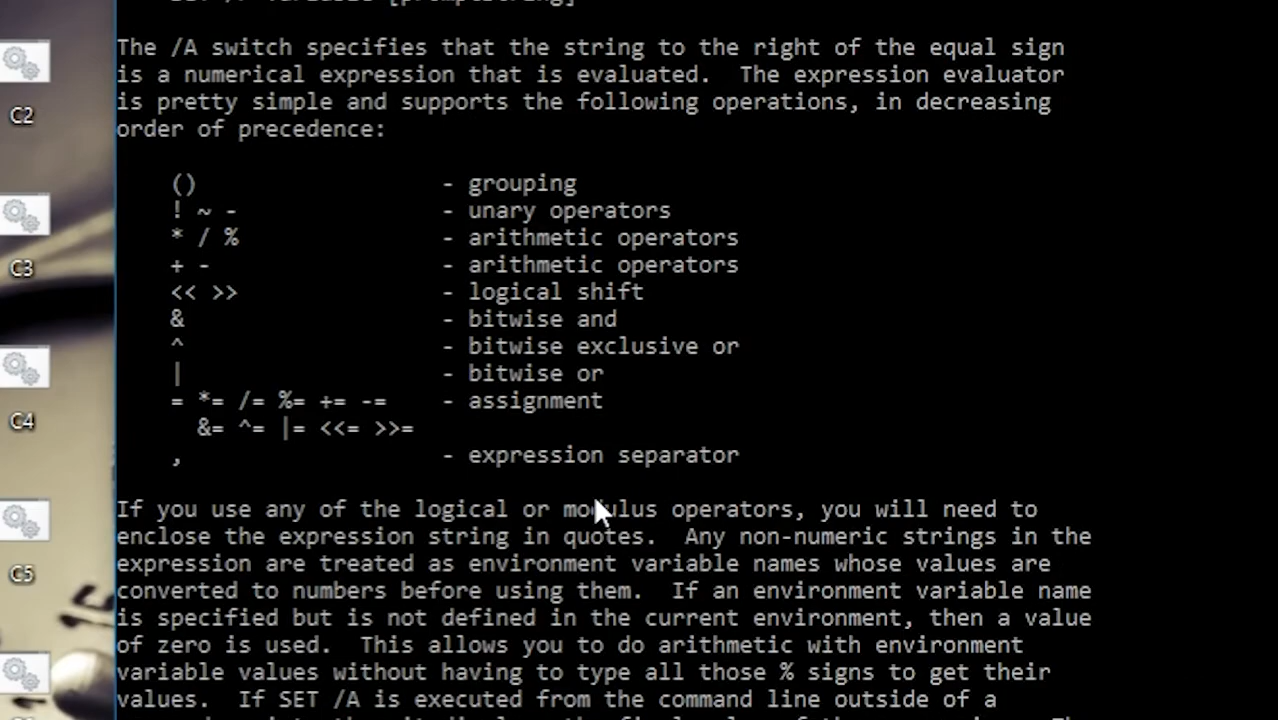 SET /P variable=[promptString]
The /A switch specifies that the string to the right of the equal sign
is a numerical expression that is evaluated.  The expression evaluator
is pretty simple and supports the following operations, in decreasing
order of precedence:
()                  - grouping
! ~ -               - unary operators
* / %               - arithmetic operators
+ -                 - arithmetic operators
<< >>               - logical shift
&                   - bitwise and
^                   - bitwise exclusive or
|                   - bitwise or
= *= /= %= += -=    - assignment
&= ^= |= <<= >>=
,                   - expression separator
If you use any of the logical or modulus operators, you will need to
enclose the expression string in quotes.  Any non-numeric strings in the
expression are treated as environment variable names whose values are
converted to numbers before using them.  If an environment variable name
is specified but is not defined in the current environment, then a value
of zero is used.  This allows you to do arithmetic with environment
variable values without having to type all those % signs to get their
values.  If SET /A is executed from the command line outside of a
C2
C3
C4
C5